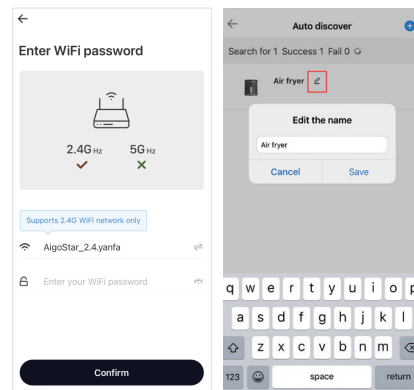 Enter WiFi password
2.4G Hz 5G Hz
Supports 2.4G WiFi network only
AigoStar_2.4.yanfa
Enter your WiFi password
Confirm
Auto discover
Search for 1 Success 1 Fail 0
Air fryer
Edit the name
Air fryer
Cancel Save
q w e r t y u i o p
a s d f g h j k l
z x c v b n m
123 space return